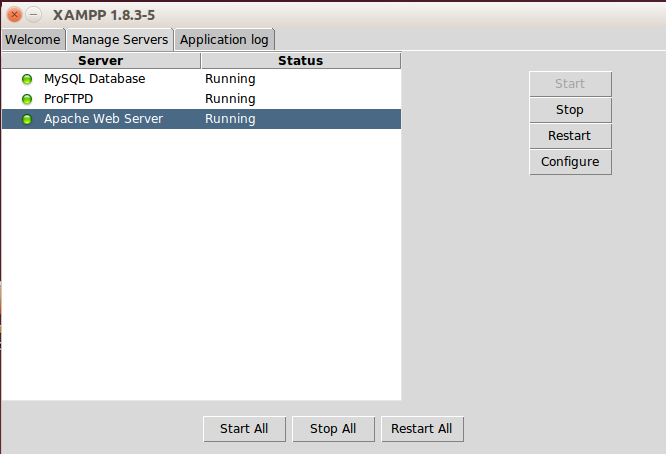 XAMPP 1.8.3-5
Welcome Manage Servers Application log
Server Status
MySQL Database Running
ProFTPD Running
Apache Web Server Running
Start
Stop
Restart
Configure
Start All Stop All Restart All